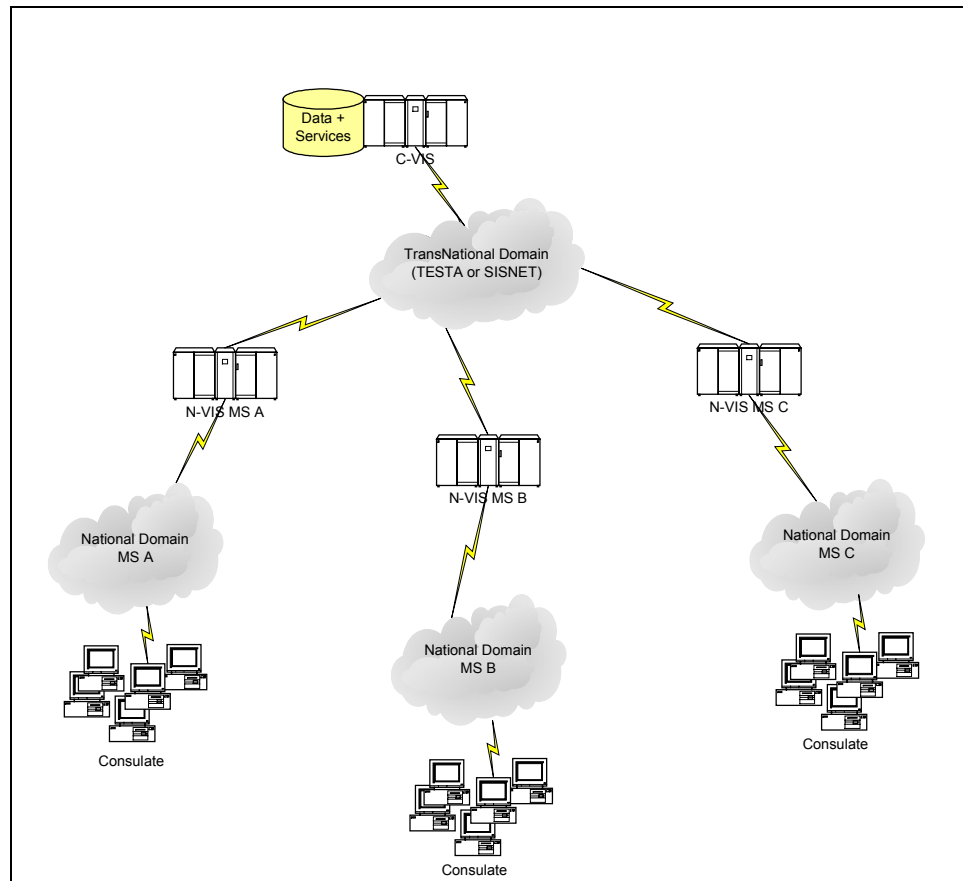 Data +
Services
C-VIS
TransNational Domain
(TESTA or SISNET)
N-VIS MS A
N-VIS MS C
N-VIS MS B
National Domain
MS A
National Domain
MS C
National Domain
MS B
Consulate
Consulate
Consulate